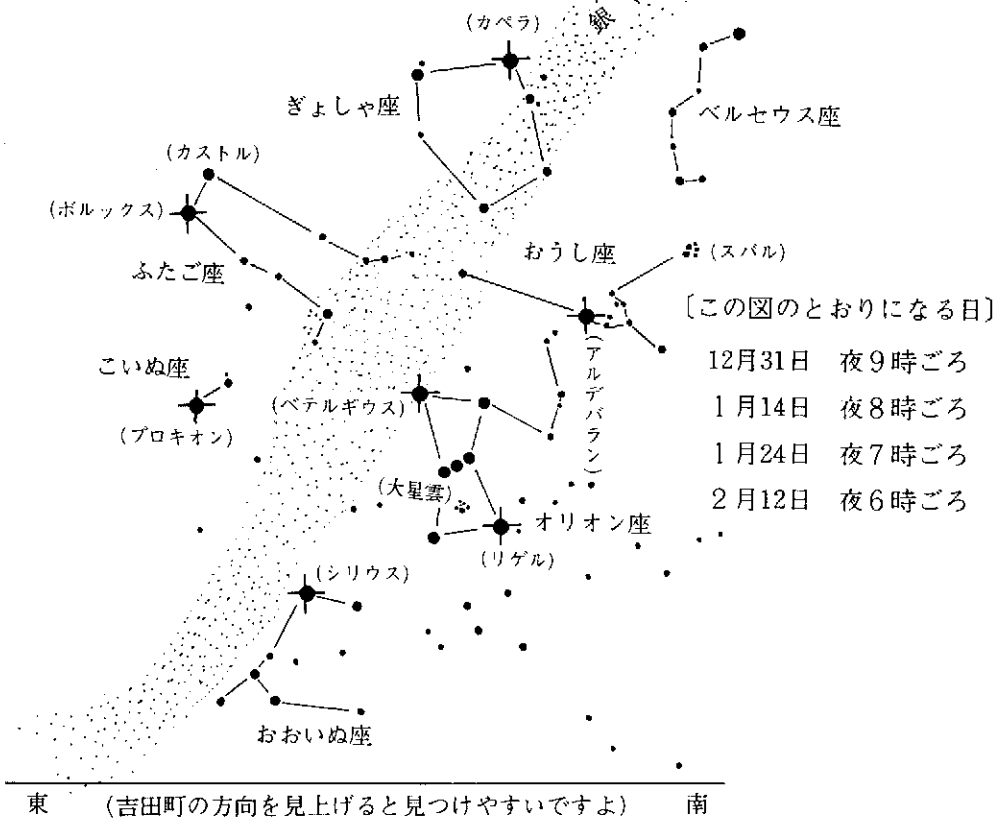 銀
(カペラ)
ぎょしゃ座
ペルセウス座
(カストル)
(ポルックス)
ふたご座
おうし座
(スバル)
〔この図のとおりになる日〕
12月31日 夜9時ごろ
1月14日 夜8時ごろ
1月24日 夜7時ごろ
2月12日 夜6時ごろ
こいぬ座
(プロキオン)
(ベテルギウス)
(アルデバラン)
(大星雲)
オリオン座
(リゲル)
(シリウス)
おおいぬ座
東 (吉田町の方向を見上げると見つけやすいですよ) 南